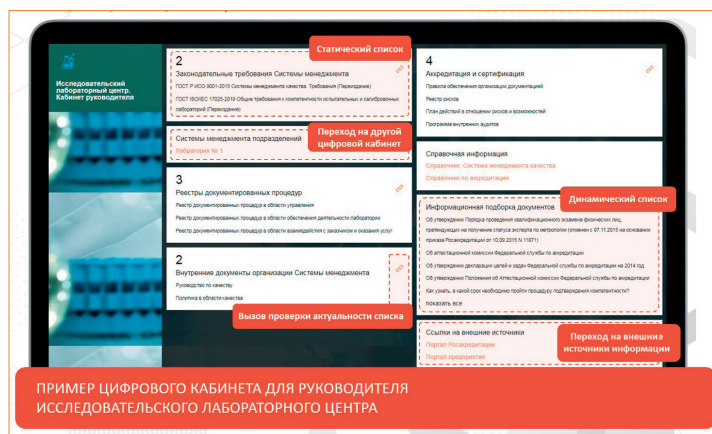 Исследовательский
лабораторный центр.
Кабинет руководителя
Статический список
2
Законодательные требования Системы менеджмента
ГОСТ Р ИСО 9001-2015 Системы менеджмента качества. Требования (Переиздание)
ГОСТ ISO/IEC 17025-2019 Общие требования к компетентности испытательных и калибровочных
лабораторий (Переиздание)
Переход на другой
цифровой кабинет
Системы менеджмента подразделений
Лаборатория № 1
3
Реестры документированных процедур
Реестр документированных процедур в области управления
Реестр документированных процедур в области обеспечения деятельности лаборатории
Реестр документированных процедур в области взаимодействия с заказчиком и оказания услуг
2
Внутренние документы организации Системы менеджмента
Руководство по качеству
Политика в области качества
Вызов проверки актуальности списка
4
Аккредитация и сертификация
Правила обеспечения организации документацией
Реестр рисков
План действий в отношении рисков и возможностей
Программа внутренних аудитов
Справочная информация
Справочник: Система менеджмента качества
Справочник по аккредитации
Динамический список
Информационная подборка документов
Об утверждении Порядка проведения квалификационного экзамена физических лиц,
претендующих на получение статуса эксперта по метрологии (отменен с 07.11.2015 на основании
приказа Росаккредитации от 10.09.2015 N 11871)
Об аттестационной комиссии Федеральной службы по аккредитации
Об утверждении декларации целей и задач Федеральной службы по аккредитации на 2014 год
Об утверждении Положения об Аттестационной комиссии Федеральной службы по аккредитации
Как узнать, в какой срок необходимо пройти процедуру подтверждения компетентности?
показать все
Ссылки на внешние источники
Портал Росакредитации
Портал предприятия
Переход на внешние
источники информации
ПРИМЕР ЦИФРОВОГО КАБИНЕТА ДЛЯ РУКОВОДИТЕЛЯ
ИССЛЕДОВАТЕЛЬСКОГО ЛАБОРАТОРНОГО ЦЕНТРА